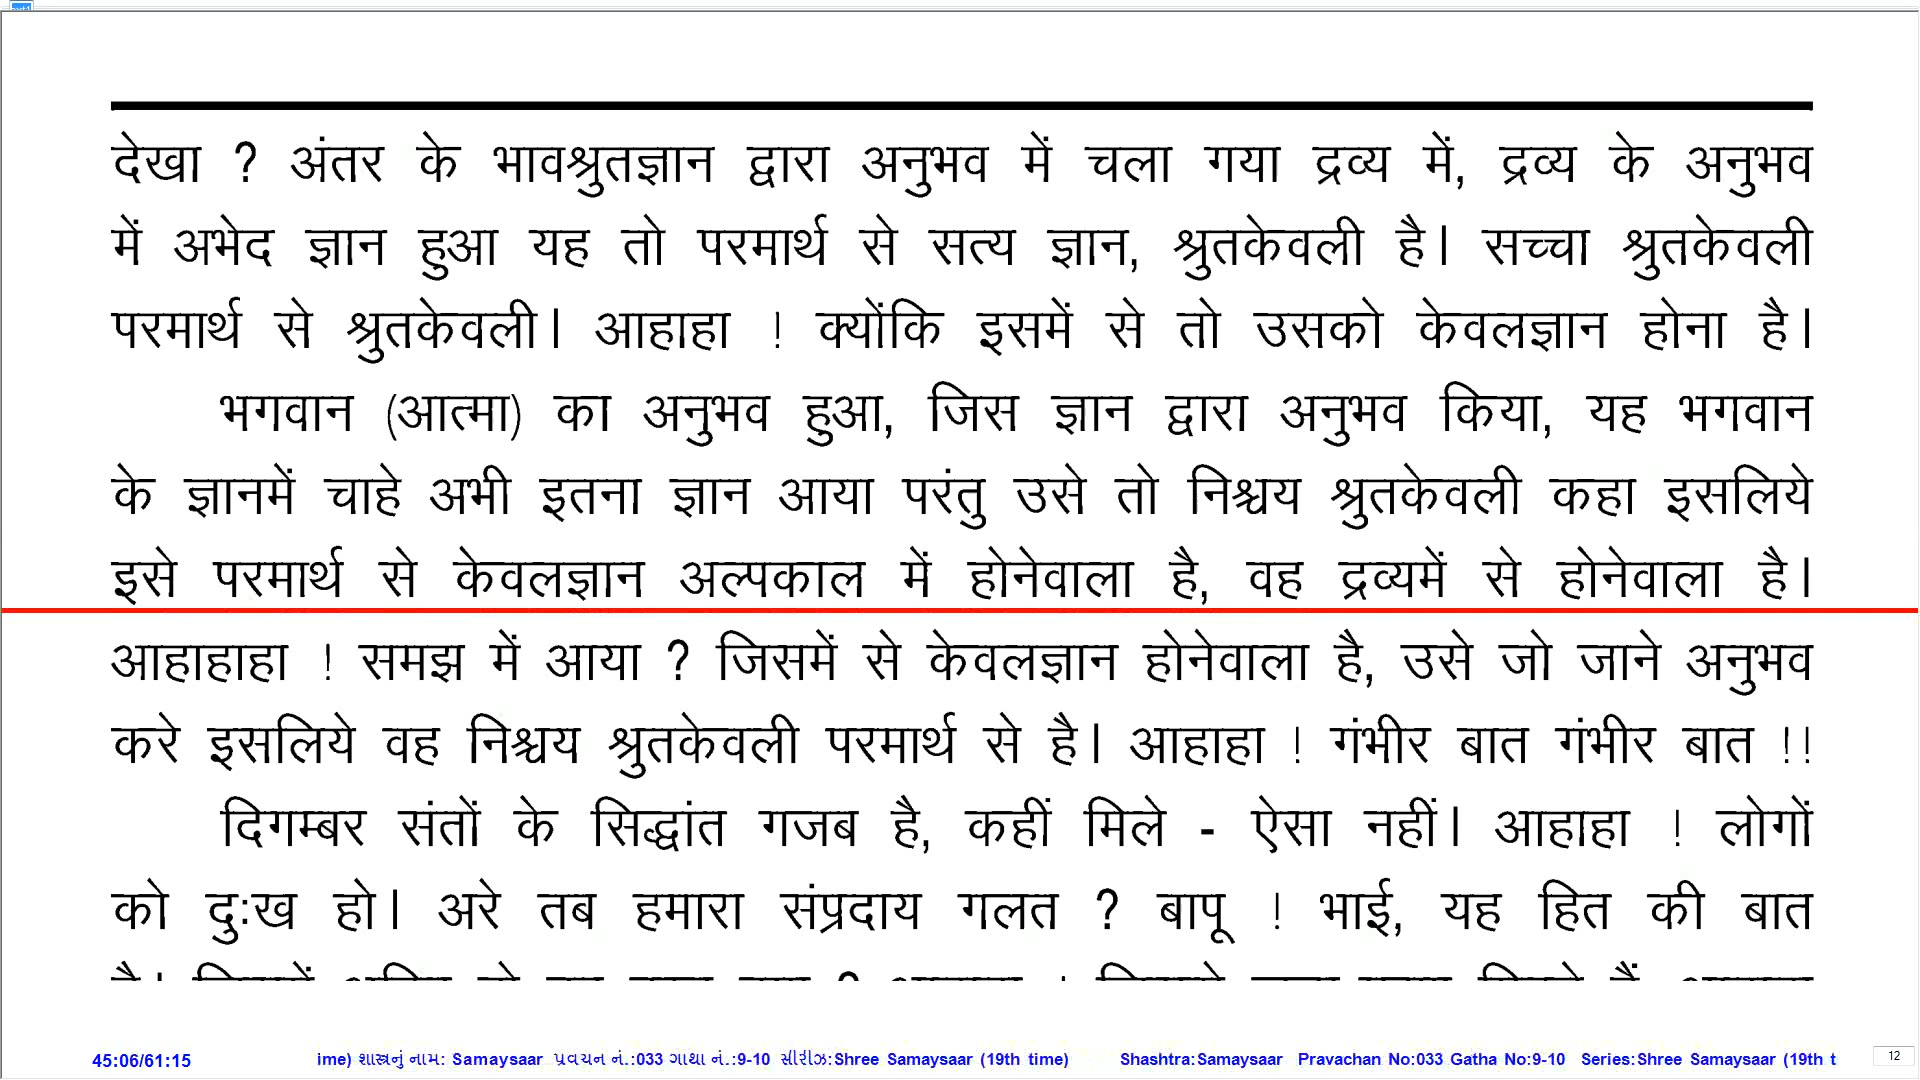 देखा ? अंतर के भावश्रुतज्ञान द्वारा अनुभव में चला गया द्रव्य में, द्रव्य के अनुभव
में अभेद ज्ञान हुआ यह तो परमार्थ से सत्य ज्ञान, श्रुतकेवली है। सच्चा श्रुतकेवली
परमार्थ से श्रुतकेवली। आहाहा ! क्योंकि इसमें से तो उसको केवलज्ञान होना है।
भगवान (आत्मा) का अनुभव हुआ, जिस ज्ञान द्वारा अनुभव किया, यह भगवान
के ज्ञानमें चाहे अभी इतना ज्ञान आया परंतु उसे तो निश्चय श्रुतकेवली कहा इसलिये
इसे परमार्थ से केवलज्ञान अल्पकाल में होनेवाला है, वह द्रव्यमें से होनेवाला है।
आहाहाहा ! समझ में आया ? जिसमें से केवलज्ञान होनेवाला है, उसे जो जाने अनुभव
करे इसलिये वह निश्चय श्रुतकेवली परमार्थ से है। आहाहा ! गंभीर बात गंभीर बात !!
दिगम्बर संतों के सिद्धांत गजब है, कहीं मिले - ऐसा नहीं। आहाहा ! लोगों
को दुःख हो। अरे तब हमारा संप्रदाय गलत ? बापू ! भाई, यह हित की बात
45:06/61:15 ime) શાસ્ત્રનું નામ: Samaysaar પ્રવચન નં.:033 ગાથા નં.:9-10 સીરીઝ:Shree Samaysaar (19th time) Shashtra:Samaysaar Pravachan No:033 Gatha No:9-10 Series:Shree Samaysaar (19th t 12